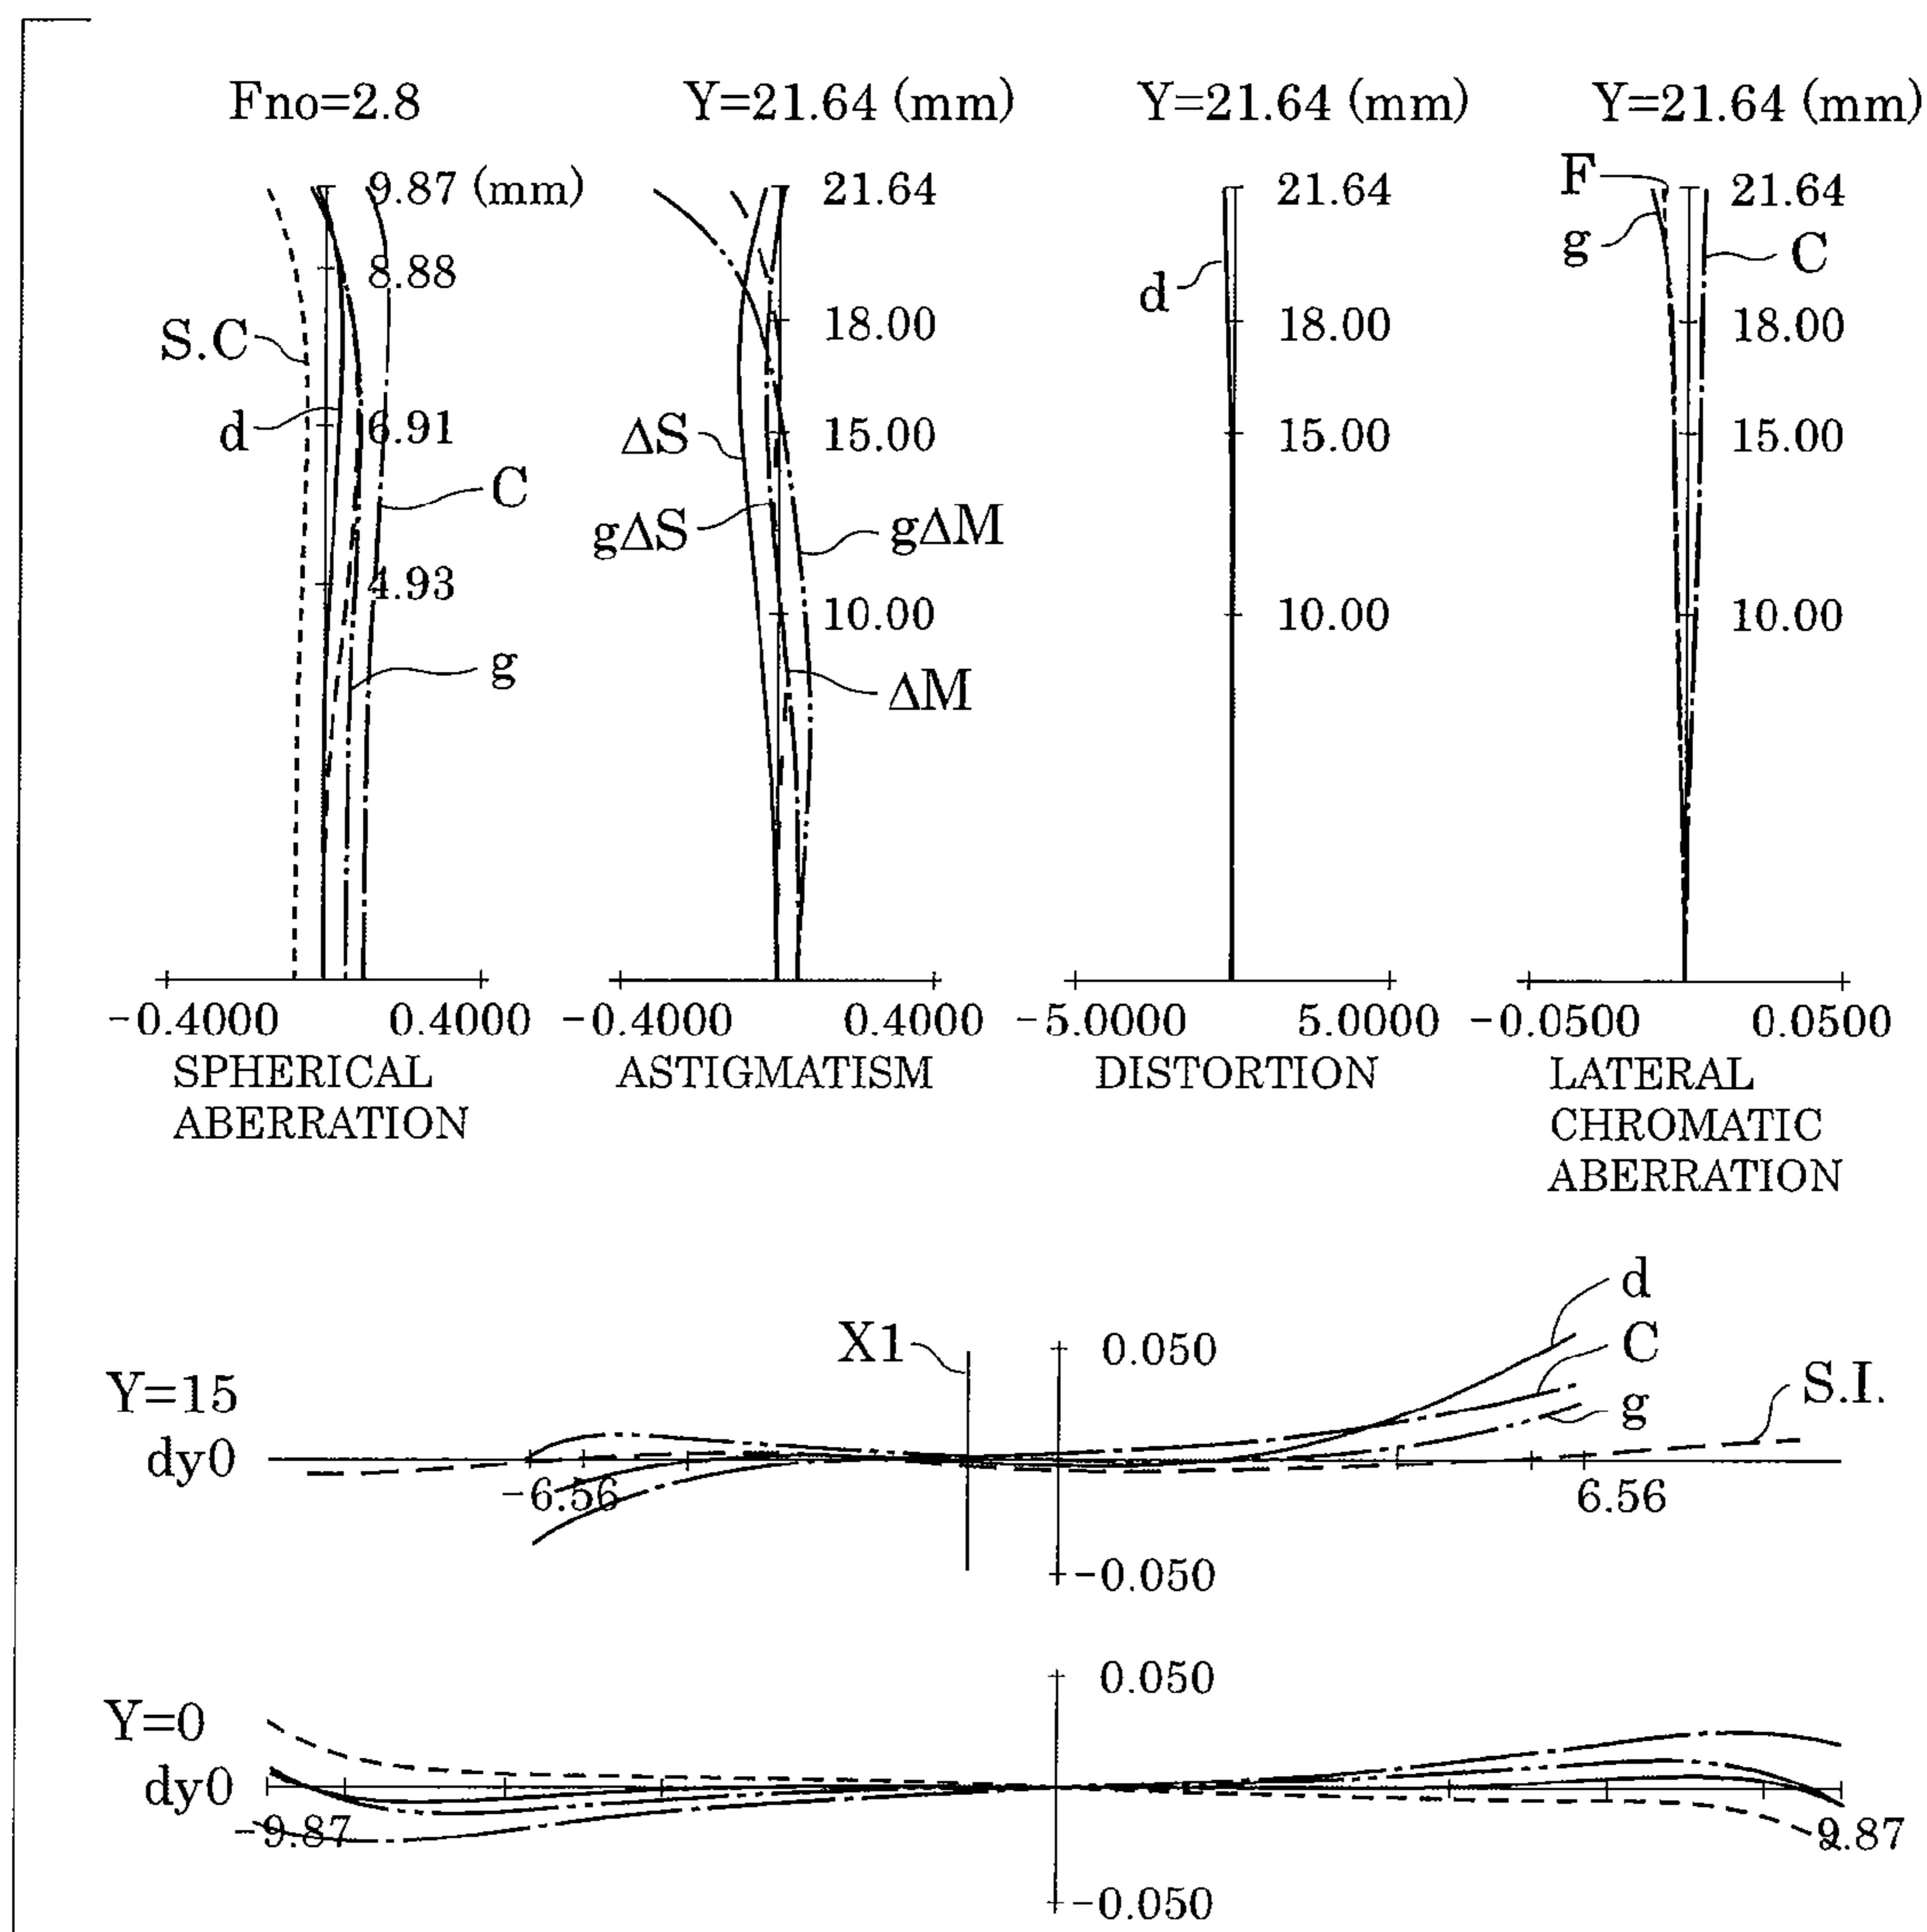 Fno=2.8
9.87 (mm)
8.88
S.C
d
6.91
C
4.93
g
-0.4000 0.4000
SPHERICAL
ABERRATION
Y=21.64 (mm)
21.64
18.00
ΔS
15.00
gΔS
gΔM
10.00
ΔM
-0.4000 0.4000
ASTIGMATISM
Y=21.64 (mm)
21.64
d
18.00
15.00
10.00
-5.0000 5.0000
DISTORTION
Y=21.64 (mm)
F
21.64
g
C
18.00
15.00
10.00
-0.0500 0.0500
LATERAL
CHROMATIC
ABERRATION
d
X1
0.050
C
Y=15
S.I.
g
dy0
-6.56
6.56
-0.050
0.050
Y=0
dy0
-9.87
9.87
-0.050